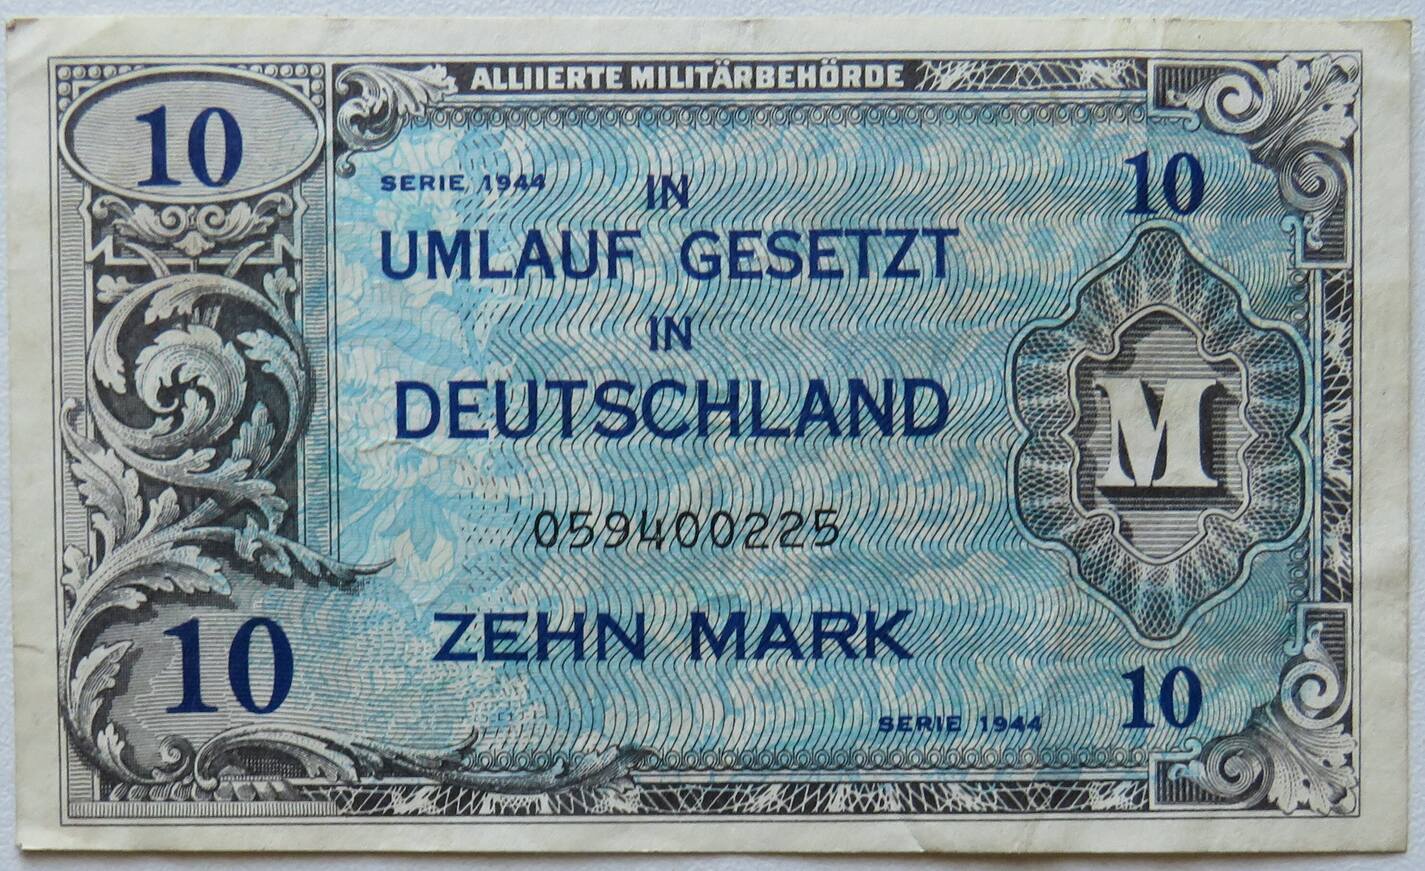 ALLIIERTE MILITÄRBEHÖRDE
10
10
SERIE 1944
IN
UMLAUF GESETZT
IN
DEUTSCHLAND
M
059400225
ZEHN MARK
10
10
SERIE 1944